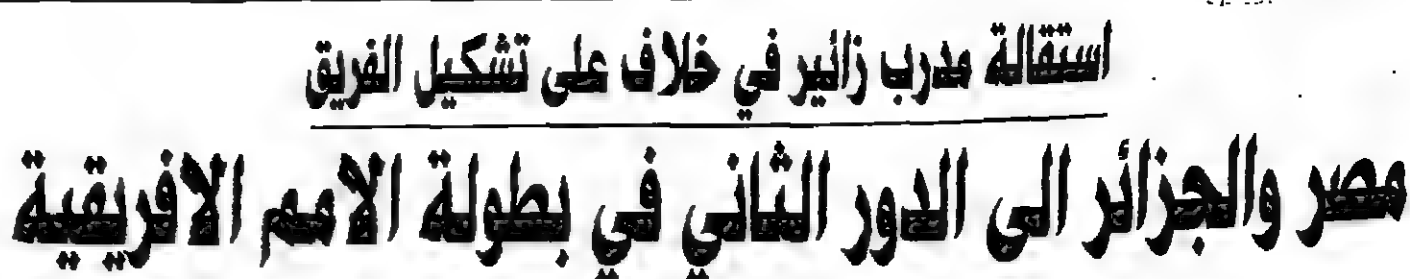 استقالة مدرب زائير في خلاف على تشكيل الفريق
مصر والجزائر الى الدور الثاني في بطولة الامم الافريقية